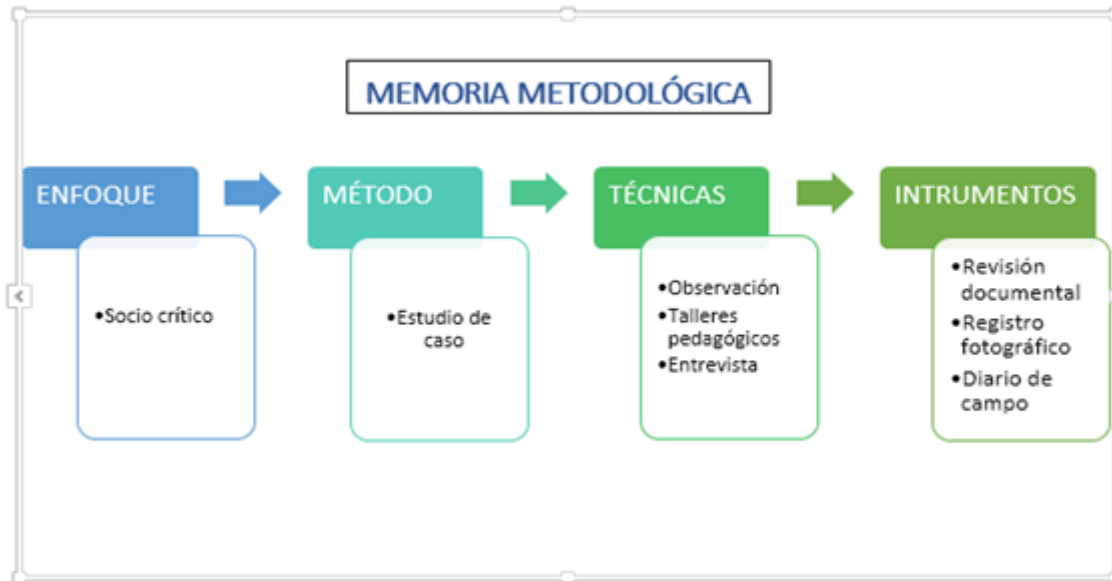 MEMORIA METODOLÓGICA
ENFOQUE
•Socio crítico
MÉTODO
•Estudio de
caso
TÉCNICAS
•Observación
•Talleres
pedagógicos
•Entrevista
INTRUMENTOS
•Revisión
documental
•Registro
fotográfico
•Diario de
campo